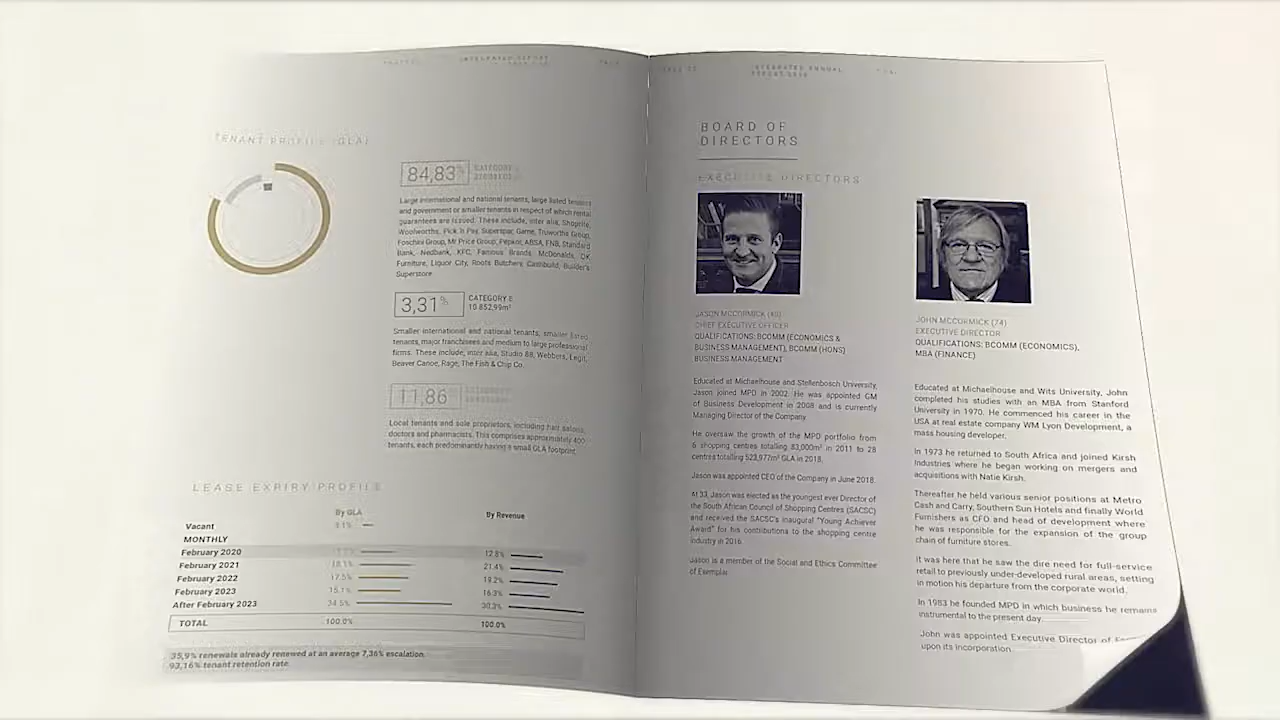 INTEGRATED REPORT
TENANT PROFILE (GLA)
84,83%
Large international and national tenants, large listed tenants
and government or smaller tenants in respect of which rental
guarantees are issued. These include, inter alia, Shoprite,
Woolworths, Pick n Pay, Superspar, Game, Truworths Group,
Foschini Group, Mr Price Group, Pepkor, ABSA, FNB, Standard
Bank, Nedbank, KFC, Famous Brands, McDonalds, OK
Furniture, Liquor City, Roots Butchery, Cashbuild, Builder's
Superstore.
3,31%
CATEGORY B
10 852,99m²
Smaller international and national tenants, smaller listed
tenants, major franchisees and medium to large professional
firms. These include, inter alia, Studio 88, Webbers, Legit,
Beaver Canoe, Rage, The Fish & Chip Co.
11,86%
Local tenants and sole proprietors, including hair salons,
doctors and pharmacists. This comprises approximately 400
tenants, each predominantly having a small GLA footprint.
LEASE EXPIRY PROFILE
By GLA By Revenue
Vacant
MONTHLY
February 2020 12.8%
February 2021 18.1% 21.4%
February 2022 17.5% 19.2%
February 2023 15.1% 16.3%
After February 2023 34.5% 30.3%
TOTAL 100.0% 100.0%
35,9% renewals already renewed at an average 7,36% escalation.
93,16% tenant retention rate.
INTEGRATED ANNUAL
BOARD OF
DIRECTORS
EXECUTIVE DIRECTORS
JASON MCCORMICK (40)
CHIEF EXECUTIVE OFFICER
QUALIFICATIONS: BCOMM (ECONOMICS &
BUSINESS MANAGEMENT), BCOMM (HONS)
BUSINESS MANAGEMENT
Educated at Michaelhouse and Stellenbosch University,
Jason joined MPD in 2002. He was appointed GM
of Business Development in 2008 and is currently
Managing Director of the Company.
He oversaw the growth of the MPD portfolio from
6 shopping centres totalling 83,000m² in 2011 to 28
centres totalling 523,977m² GLA in 2018.
Jason was appointed CEO of the Company in June 2018.
At 33, Jason was elected as the youngest ever Director of
the South African Council of Shopping Centres (SACSC)
and received the SACSC's inaugural "Young Achiever
Award" for his contributions to the shopping centre
industry in 2016.
Jason is a member of the Social and Ethics Committee
of Exemplar.
JOHN MCCORMICK (74)
EXECUTIVE DIRECTOR
QUALIFICATIONS: BCOMM (ECONOMICS),
MBA (FINANCE)
Educated at Michaelhouse and Wits University, John
completed his studies with an MBA from Stanford
University in 1970. He commenced his career in the
USA at real estate company WM Lyon Development, a
mass housing developer.
In 1973 he returned to South Africa and joined Kirsh
Industries where he began working on mergers and
acquisitions with Natie Kirsh.
Thereafter he held various senior positions at Metro
Cash and Carry, Southern Sun Hotels and finally World
Furnishers as CFO and head of development where
he was responsible for the expansion of the group
chain of furniture stores.
It was here that he saw the dire need for full-service
retail to previously under-developed rural areas, setting
in motion his departure from the corporate world.
In 1983 he founded MPD in which business he remains
instrumental to the present day.
John was appointed Executive Director of
upon its incorporation.